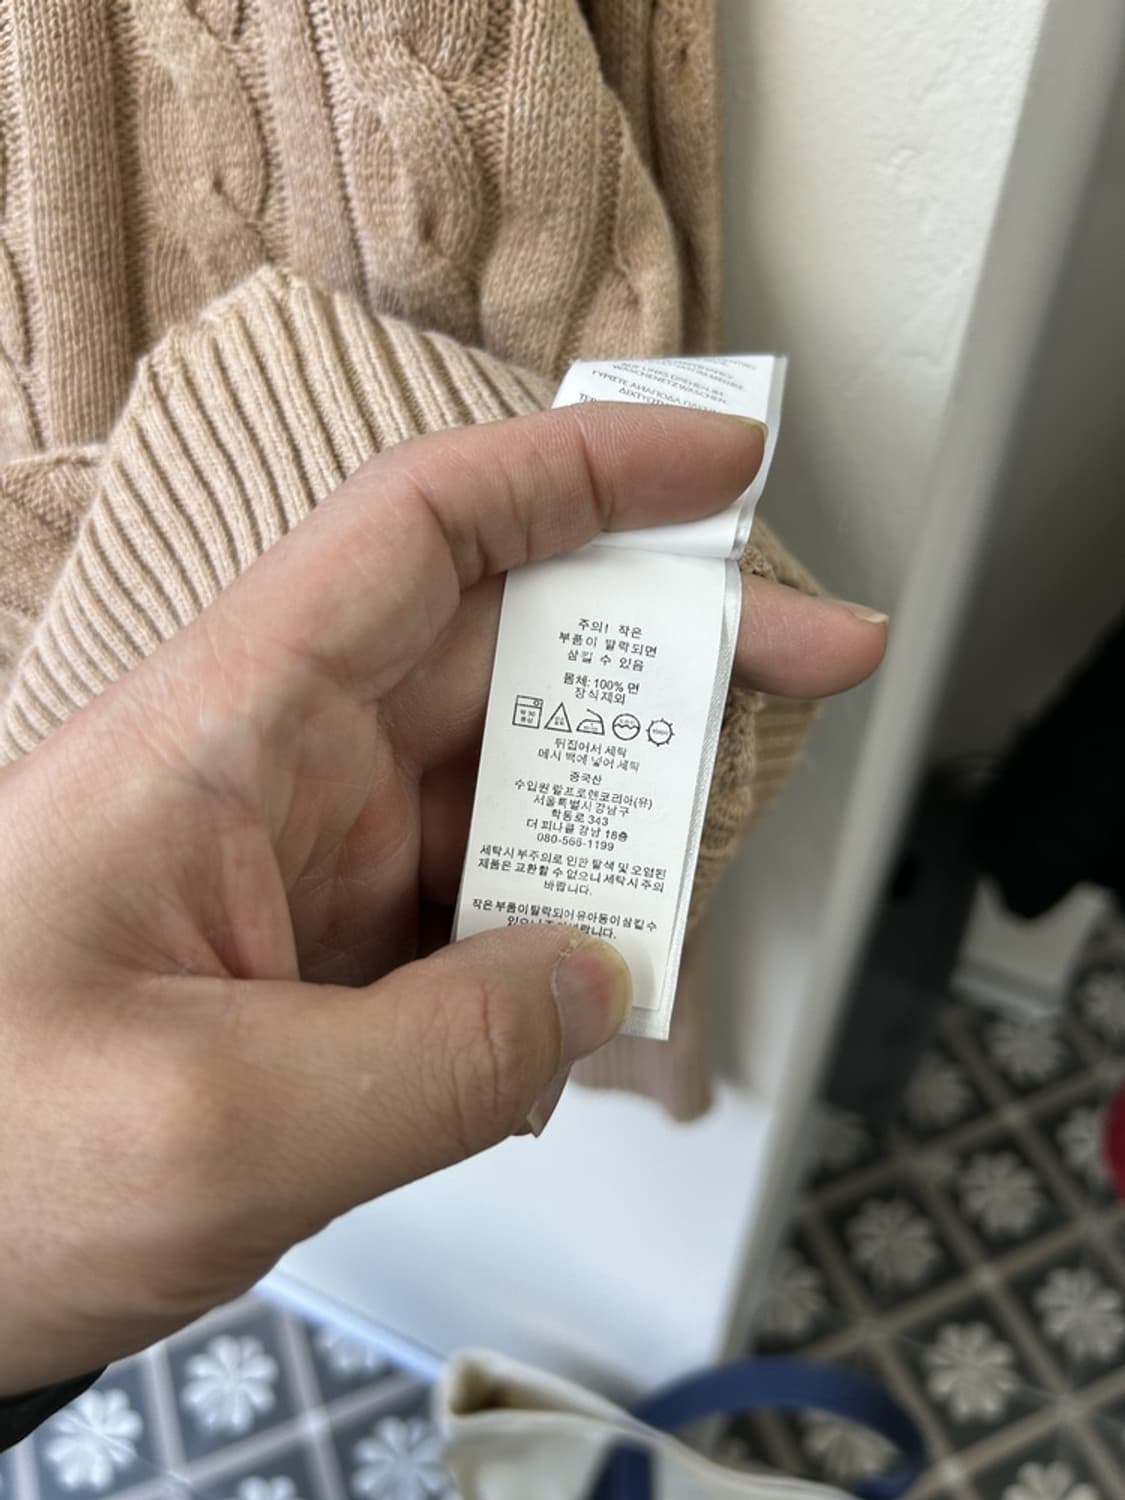 WASCHENETZ WASCHEN.
주의! 작은
부품이 탈락되면
삼킬 수 있음
몸체: 100% 면
장식제외
뒤집어서 세탁
메시 백에 넣어 세탁
중국산
수입원 랄프로렌코리아(유)
서울특별시 강남구
학동로 343
더 피나클 강남 18층
080-566-1199
세탁시 부주의로 인한 탈색 및 오염된
제품은 교환할 수 없으니 세탁시 주의
바랍니다.
작은 부품이 탈락되어 유아동이 삼킬 수